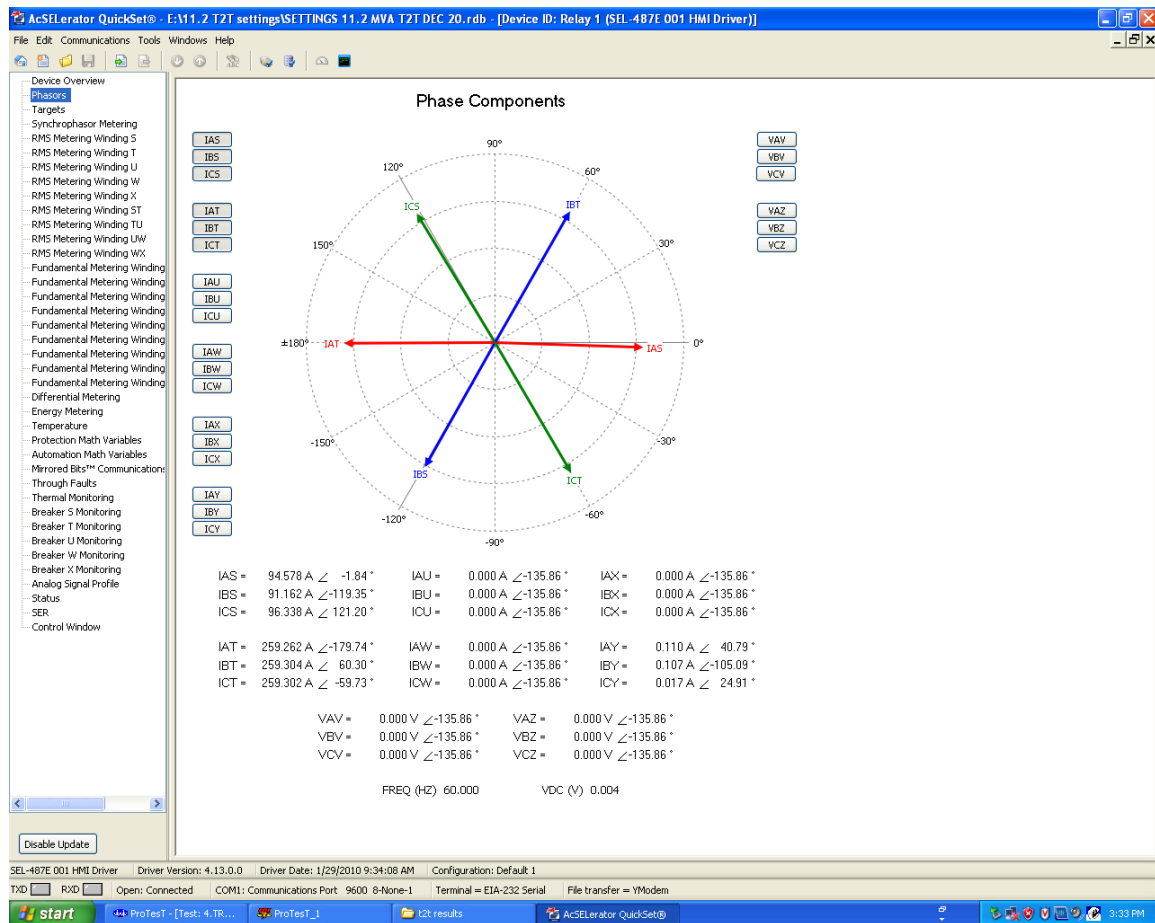 AcSELerator QuickSet® - E:\11.2 T2T settings\SETTINGS 11.2 MVA T2T DEC 20.rdb - [Device ID: Relay 1 (SEL-487E 001 HMI Driver)]
File Edit Communications Tools Windows Help
Device Overview
Phasors
Targets
Synchrophasor Metering
RMS Metering Winding S
RMS Metering Winding T
RMS Metering Winding U
RMS Metering Winding W
RMS Metering Winding X
RMS Metering Winding ST
RMS Metering Winding TU
RMS Metering Winding UW
RMS Metering Winding WX
Fundamental Metering Winding
Fundamental Metering Winding
Fundamental Metering Winding
Fundamental Metering Winding
Fundamental Metering Winding
Fundamental Metering Winding
Fundamental Metering Winding
Fundamental Metering Winding
Fundamental Metering Winding
Differential Metering
Energy Metering
Temperature
Protection Math Variables
Automation Math Variables
Mirrored Bits™ Communications
Through Faults
Thermal Monitoring
Breaker S Monitoring
Breaker T Monitoring
Breaker U Monitoring
Breaker W Monitoring
Breaker X Monitoring
Analog Signal Profile
Status
SER
Control Window
Disable Update
Phase Components
IAS
IBS
ICS
IAT
IBT
ICT
IAU
IBU
ICU
IAW
IBW
ICW
IAX
IBX
ICX
IAY
IBY
ICY
VAV
VBV
VCV
VAZ
VBZ
VCZ
90°
120°
60°
ICS
IBT
150°
30°
±180°
IAT
IAS
0°
-150°
-30°
IBS
ICT
-120°
-60°
-90°
IAS = 94.578 A ∠ -1.84 ° IAU = 0.000 A ∠-135.86 ° IAX = 0.000 A ∠-135.86 °
IBS = 91.162 A ∠-119.35 ° IBU = 0.000 A ∠-135.86 ° IBX = 0.000 A ∠-135.86 °
ICS = 96.338 A ∠ 121.20 ° ICU = 0.000 A ∠-135.86 ° ICX = 0.000 A ∠-135.86 °
IAT = 259.262 A ∠-179.74 ° IAW = 0.000 A ∠-135.86 ° IAY = 0.110 A ∠ 40.79 °
IBT = 259.304 A ∠ 60.30 ° IBW = 0.000 A ∠-135.86 ° IBY = 0.107 A ∠-105.09 °
ICT = 259.302 A ∠ -59.73 ° ICW = 0.000 A ∠-135.86 ° ICY = 0.017 A ∠ 24.91 °
VAV = 0.000 V ∠-135.86 ° VAZ = 0.000 V ∠-135.86 °
VBV = 0.000 V ∠-135.86 ° VBZ = 0.000 V ∠-135.86 °
VCV = 0.000 V ∠-135.86 ° VCZ = 0.000 V ∠-135.86 °
FREQ (HZ) 60.000 VDC (V) 0.004
SEL-487E 001 HMI Driver Driver Version: 4.13.0.0 Driver Date: 1/29/2010 9:34:08 AM Configuration: Default 1
TXD RXD Open: Connected COM1: Communications Port 9600 8-None-1 Terminal = EIA-232 Serial File transfer = YModem
start ProTesT - [Test: 4.TR... ProTesT_1 t2t results AcSELerator QuickSet® 3:33 PM